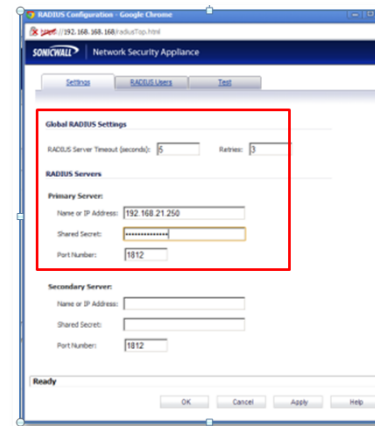 RADIUS Configuration - Google Chrome
https://192.168.168.168/radiusTop.html
SONICWALL Network Security Appliance
Settings RADIUS Users Test
Global RADIUS Settings
RADIUS Server Timeout (seconds): 5 Retries: 3
RADIUS Servers
Primary Server:
Name or IP Address: 192.168.21.250
Shared Secret: ••••••••••••••
Port Number: 1812
Secondary Server:
Name or IP Address:
Shared Secret:
Port Number: 1812
Ready
OK Cancel Apply Help